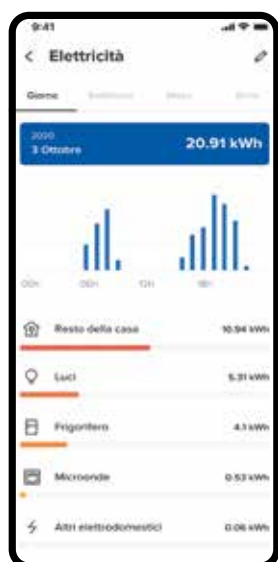 9:41
Elettricità
Giorno
2020
3 Ottobre
20.91 kWh
00h 06h 12h 18h
Resto della casa 10.94 kWh
Luci 5.31 kWh
Frigorifero 4.1 kWh
Microonde 0.53 kWh
Altri elettrodomestici 0.06 kWh